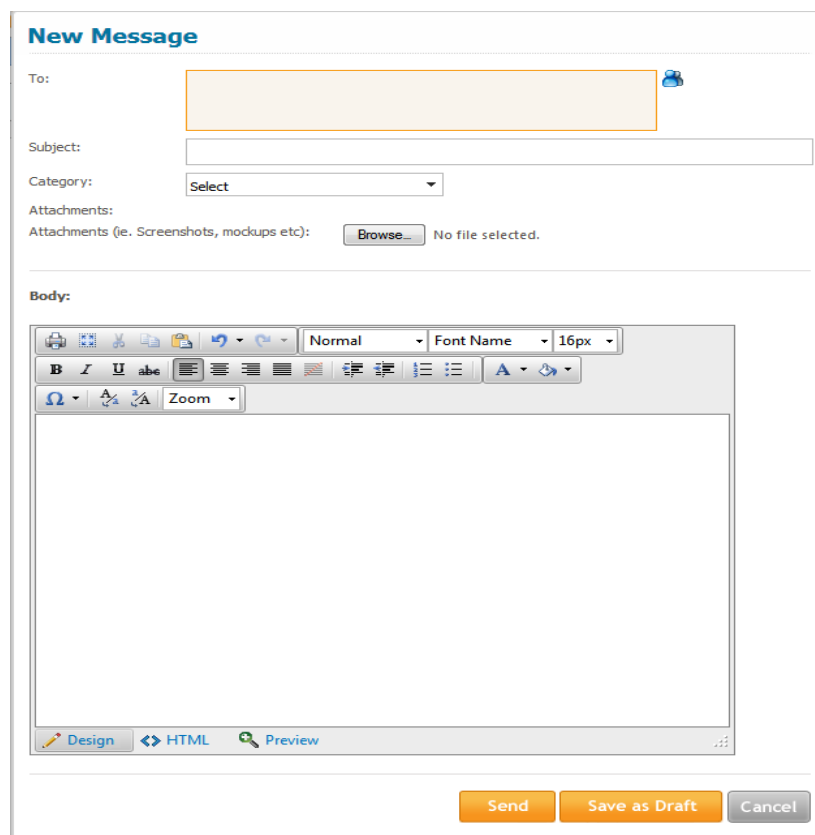 New Message
To:
Subject:
Category: Select
Attachments:
Attachments (ie. Screenshots, mockups etc): Browse... No file selected.
Body:
Normal Font Name 16px
B I U abc A
Ω A a a A Zoom
Design HTML Preview
Send Save as Draft Cancel